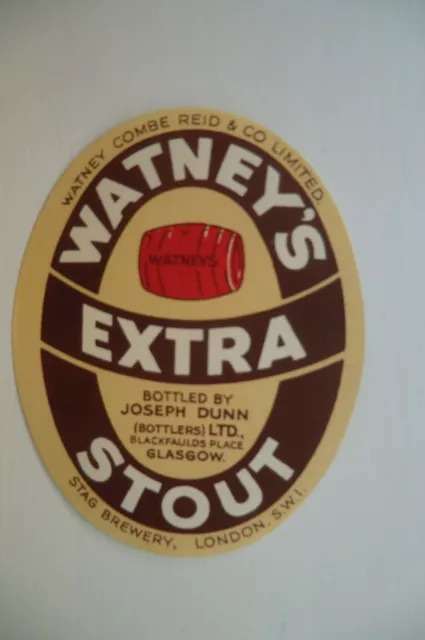 WATNEY COMBE REID & CO LIMITED.
WATNEY'S
WATNEYS
EXTRA
BOTTLED BY
JOSEPH DUNN
(BOTTLERS) LTD.,
BLACKFAULDS PLACE
GLASGOW.
STOUT
STAG BREWERY, LONDON. S.W.1.